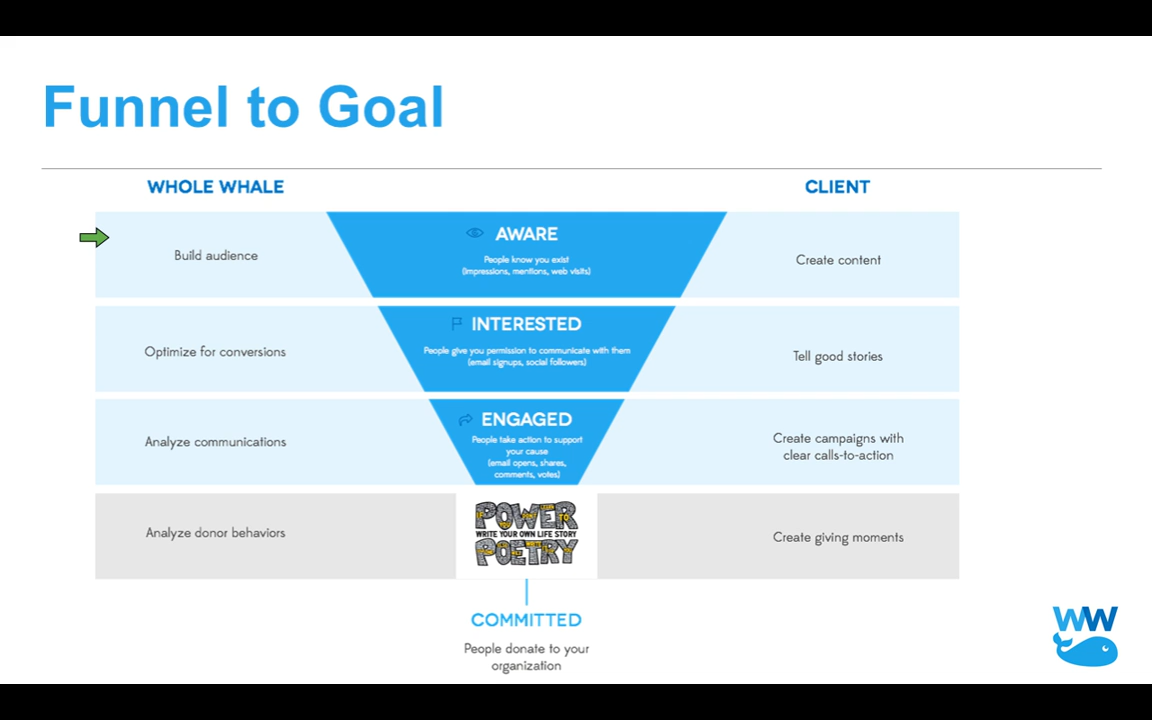 Funnel to Goal
WHOLE WHALE
CLIENT
Build audience
AWARE
People know you exist
(impressions, mentions, web visits)
Create content
Optimize for conversions
INTERESTED
People give you permission to communicate with them
(email signups, social followers)
Tell good stories
Analyze communications
ENGAGED
People take action to support
your cause
(email opens, shares,
comments, votes)
Create campaigns with
clear calls-to-action
Analyze donor behaviors
POWER
WRITE YOUR OWN LIFE STORY
POETRY
Create giving moments
COMMITTED
People donate to your
organization
WW